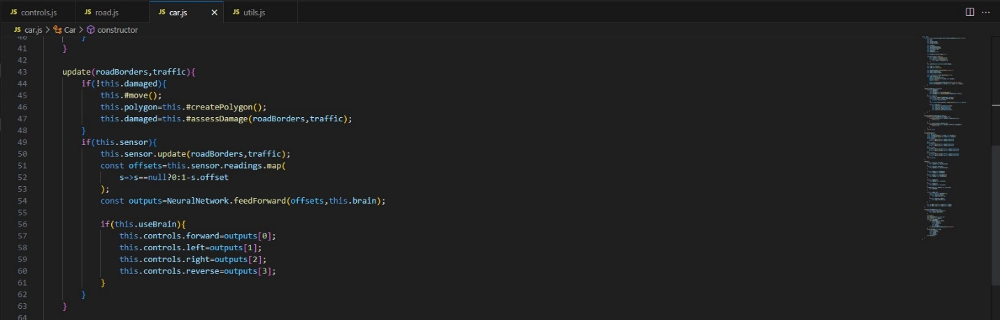 JS controls.js JS road.js JS car.js × JS utils.js ...
JS car.js > Car > constructor
40 }
41 }
42
43 update(roadBorders,traffic){
44 if(!this.damaged){
45 this.#move();
46 this.polygon=this.#createPolygon();
47 this.damaged=this.#assessDamage(roadBorders,traffic);
48 }
49 if(this.sensor){
50 this.sensor.update(roadBorders,traffic);
51 const offsets=this.sensor.readings.map(
52 s=>s==null?0:1-s.offset
53 );
54 const outputs=NeuralNetwork.feedForward(offsets,this.brain);
55
56 if(this.useBrain){
57 this.controls.forward=outputs[0];
58 this.controls.left=outputs[1];
59 this.controls.right=outputs[2];
60 this.controls.reverse=outputs[3];
61 }
62 }
63 }
64